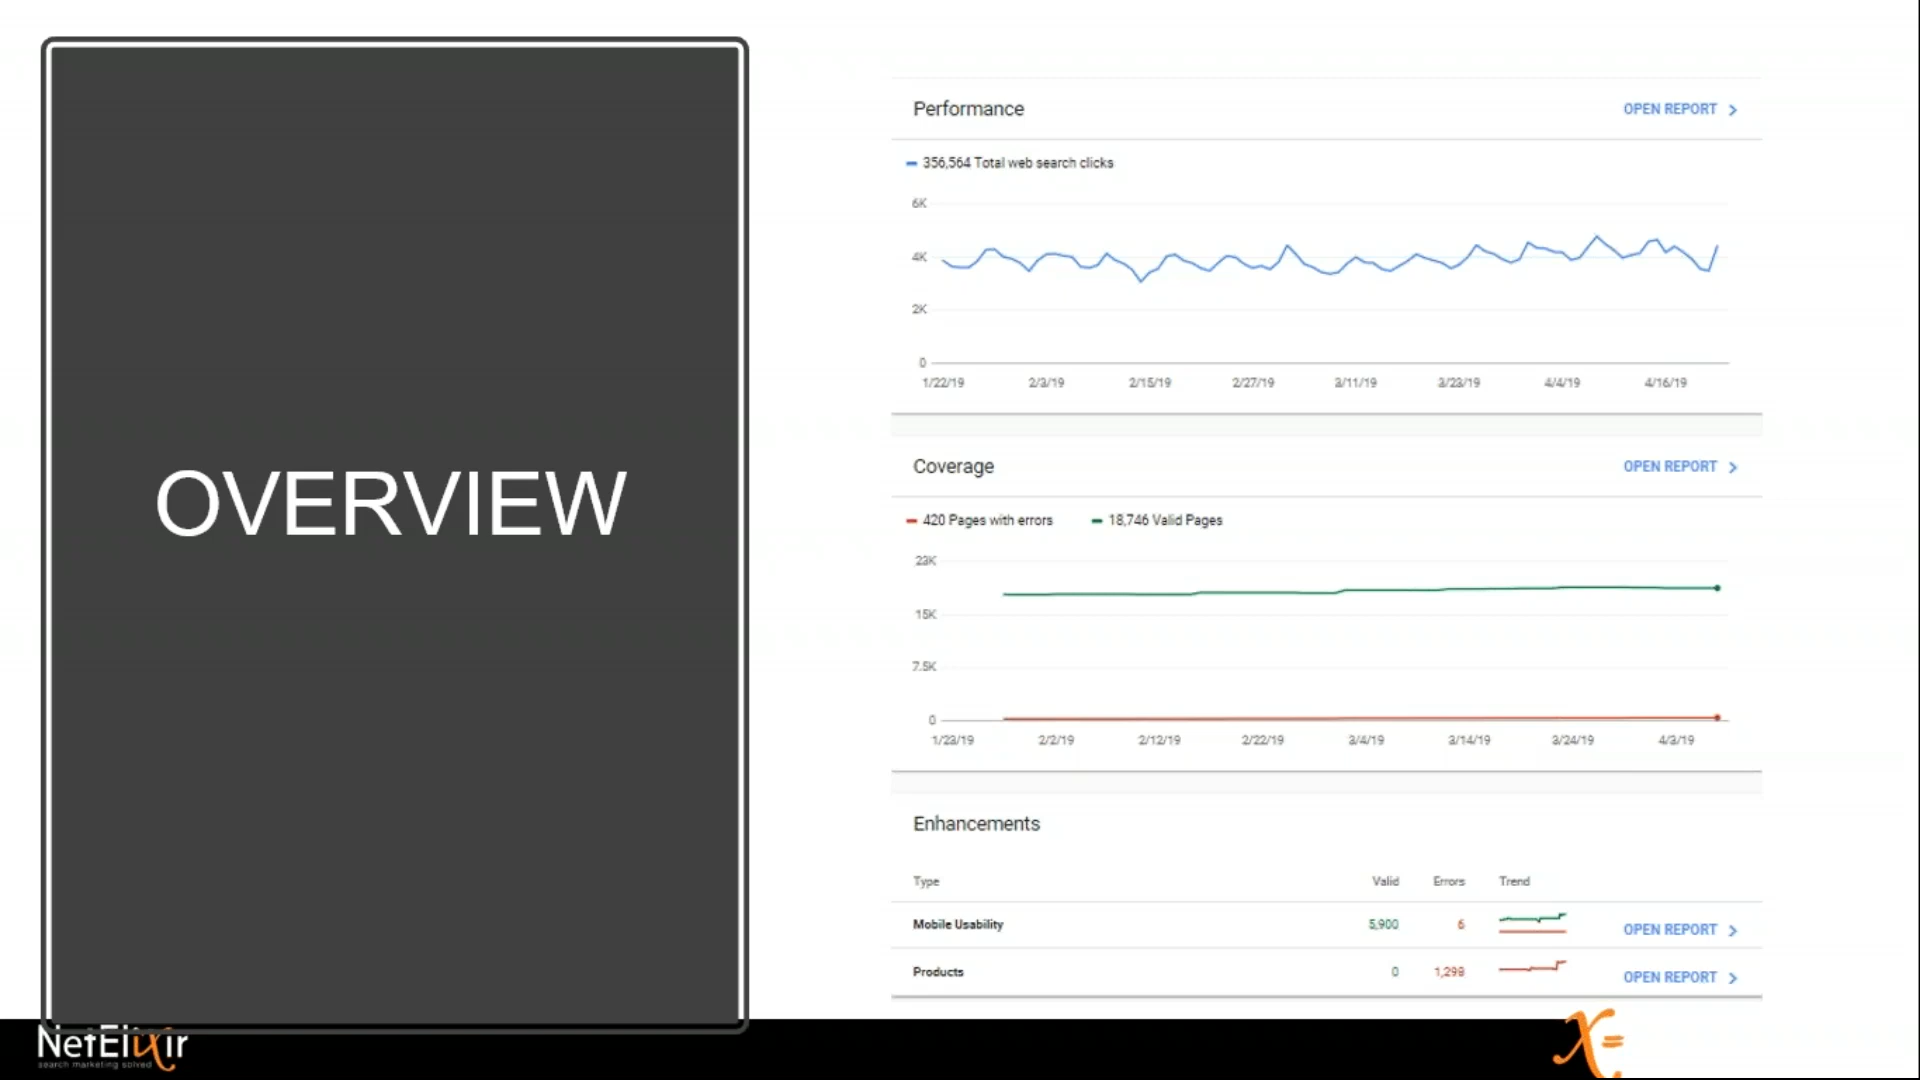 OVERVIEW
Performance
OPEN REPORT
356,564 Total web search clicks
6K
4K
2K
0
1/22/19 2/3/19 2/15/19 2/27/19 3/11/19 3/23/19 4/4/19 4/16/19
Coverage
OPEN REPORT
420 Pages with errors 18,746 Valid Pages
23K
15K
7.5K
0
1/23/19 2/2/19 2/12/19 2/22/19 3/4/19 3/14/19 3/24/19 4/3/19
Enhancements
Type Valid Errors Trend
Mobile Usability 5,900 6 OPEN REPORT
Products 0 1,298 OPEN REPORT
NetElixir
search marketing solved
X=